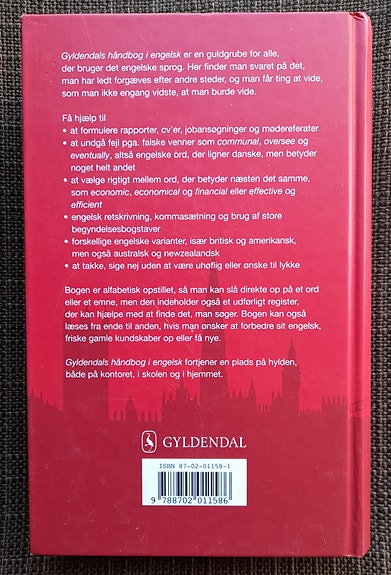 Gyldendals håndbog i engelsk er en guldgrube for alle,
der bruger det engelske sprog. Her finder man svaret på det,
man har ledt forgæves efter andre steder, og man får ting at vide,
som man ikke engang vidste, at man burde vide.
Få hjælp til
• at formulere rapporter, cv'er, jobansøgninger og mødereferater
• at undgå fejl pga. falske venner som communal, oversee og
eventually, altså engelske ord, der ligner danske, men betyder
noget helt andet
• at vælge rigtigt mellem ord, der betyder næsten det samme,
som economic, economical og financial eller effective og
efficient
• engelsk retskrivning, kommasætning og brug af store
begyndelsesbogstaver
• forskellige engelske varianter, især britisk og amerikansk,
men også australsk og newzealandsk
• at takke, sige nej uden at være uhøflig eller ønske til lykke
Bogen er alfabetisk opstillet, så man kan slå direkte op på et ord
eller et emne, men den indeholder også et udførligt register,
der kan hjælpe med at finde det, man søger. Bogen kan også
læses fra ende til anden, hvis man ønsker at forbedre sit engelsk,
friske gamle kundskaber op eller få nye.
Gyldendals håndbog i engelsk fortjener en plads på hylden,
både på kontoret, i skolen og i hjemmet.
GYLDENDAL
ISBN 87-02-01158-1
9 788702 011586